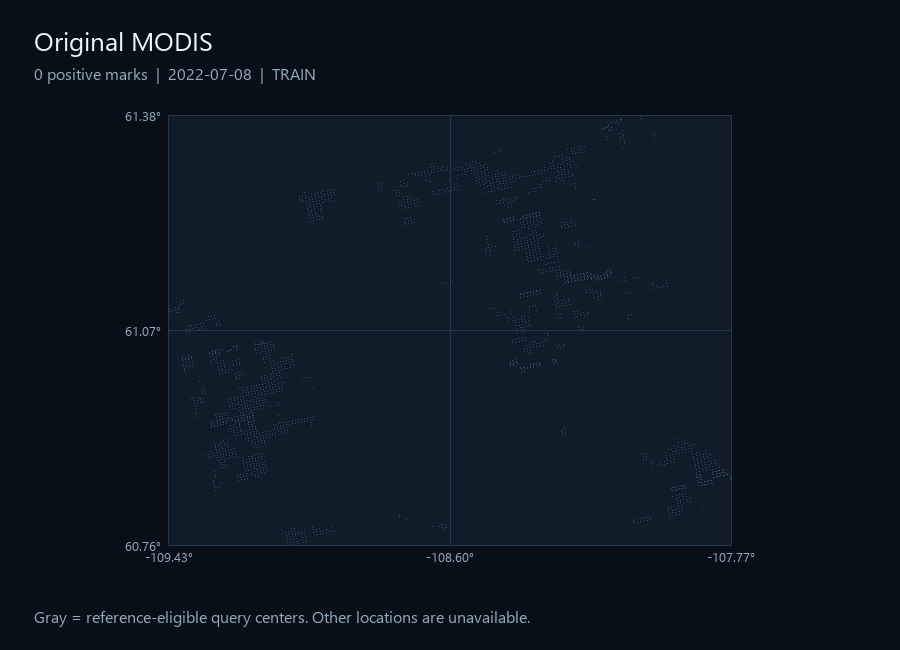 Original MODIS
0 positive marks | 2022-07-08 | TRAIN
61.38°
61.07°
60.76°
-109.43°
-108.60°
-107.77°
Gray = reference-eligible query centers. Other locations are unavailable.